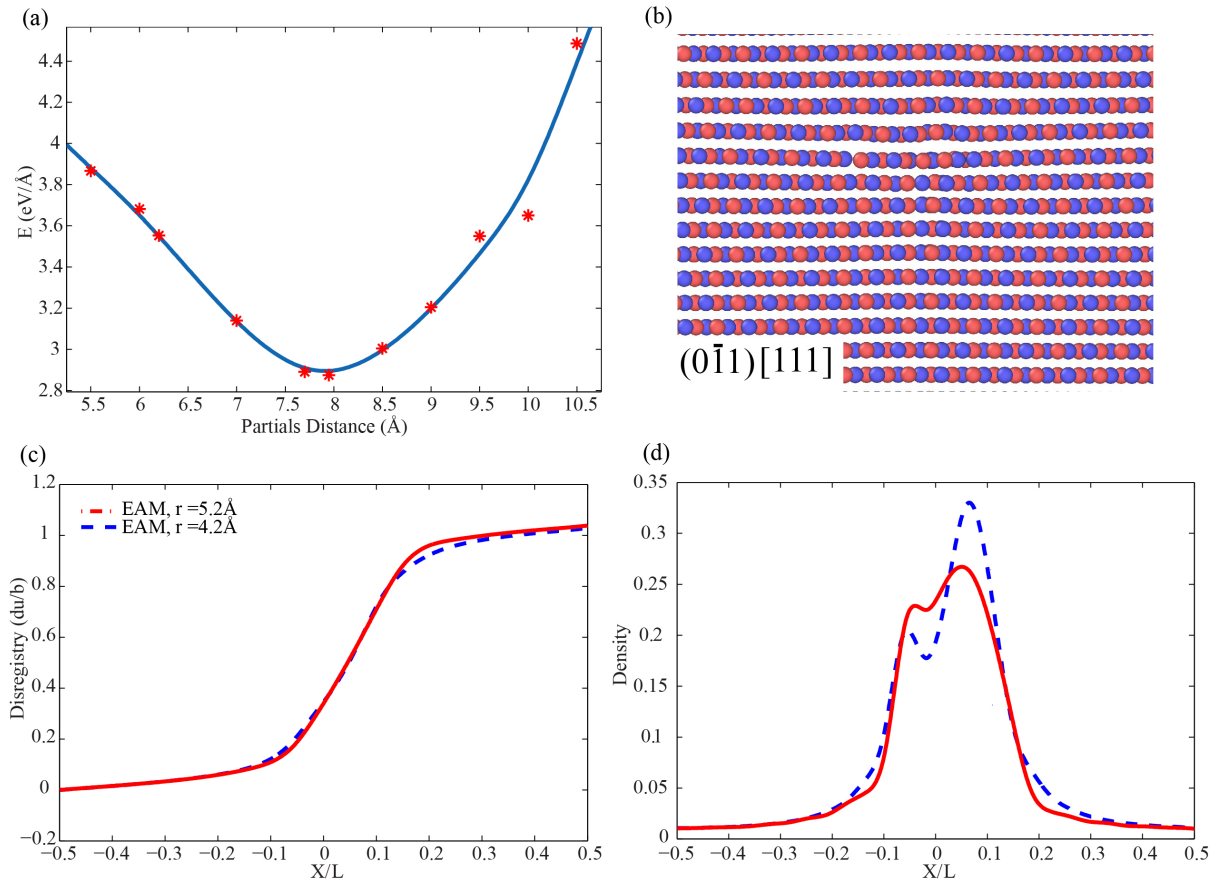 (a)
E (eV/Å)
4.4
4.2
4
3.8
3.6
3.4
3.2
3
2.8
5.5 6 6.5 7 7.5 8 8.5 9 9.5 10 10.5
Partials Distance (Å)
(b)
(01̄1)[111]
(c)
Disregistry (du/b)
1.2
1
0.8
0.6
0.4
0.2
0
−0.2
EAM, r =5.2Å
EAM, r =4.2Å
−0.5 −0.4 −0.3 −0.2 −0.1 0 0.1 0.2 0.3 0.4 0.5
X/L
(d)
Density
0.35
0.3
0.25
0.2
0.15
0.1
0.05
0
−0.5 −0.4 −0.3 −0.2 −0.1 0 0.1 0.2 0.3 0.4 0.5
X/L